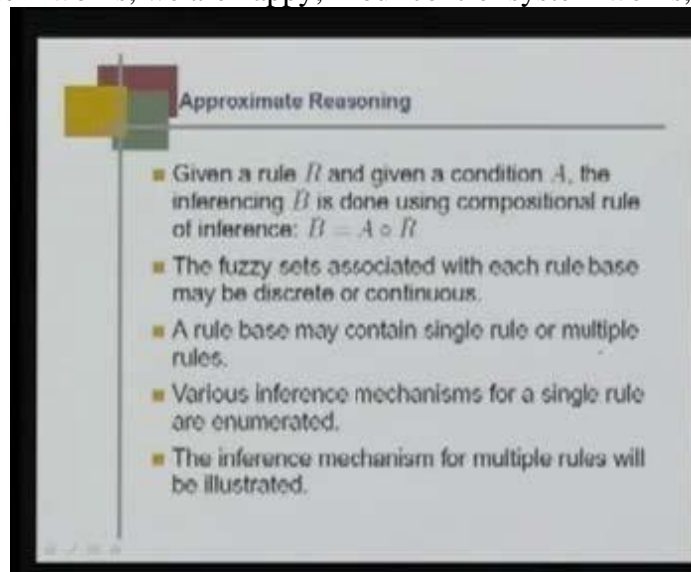 Approximate Reasoning
Given a rule R and given a condition A, the
inferencing B is done using compositional rule
of inference: B = A ∘ R
The fuzzy sets associated with each rule base
may be discrete or continuous.
A rule base may contain single rule or multiple
rules.
Various inference mechanisms for a single rule
are enumerated.
The inference mechanism for multiple rules will
be illustrated.